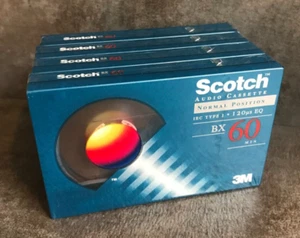 Scotch
Scotch
Scotch
Scotch
Scotch
AUDIO CASSETTE
NORMAL POSITION
IEC TYPE I • 120µs EQ
BX 60
MIN
3M